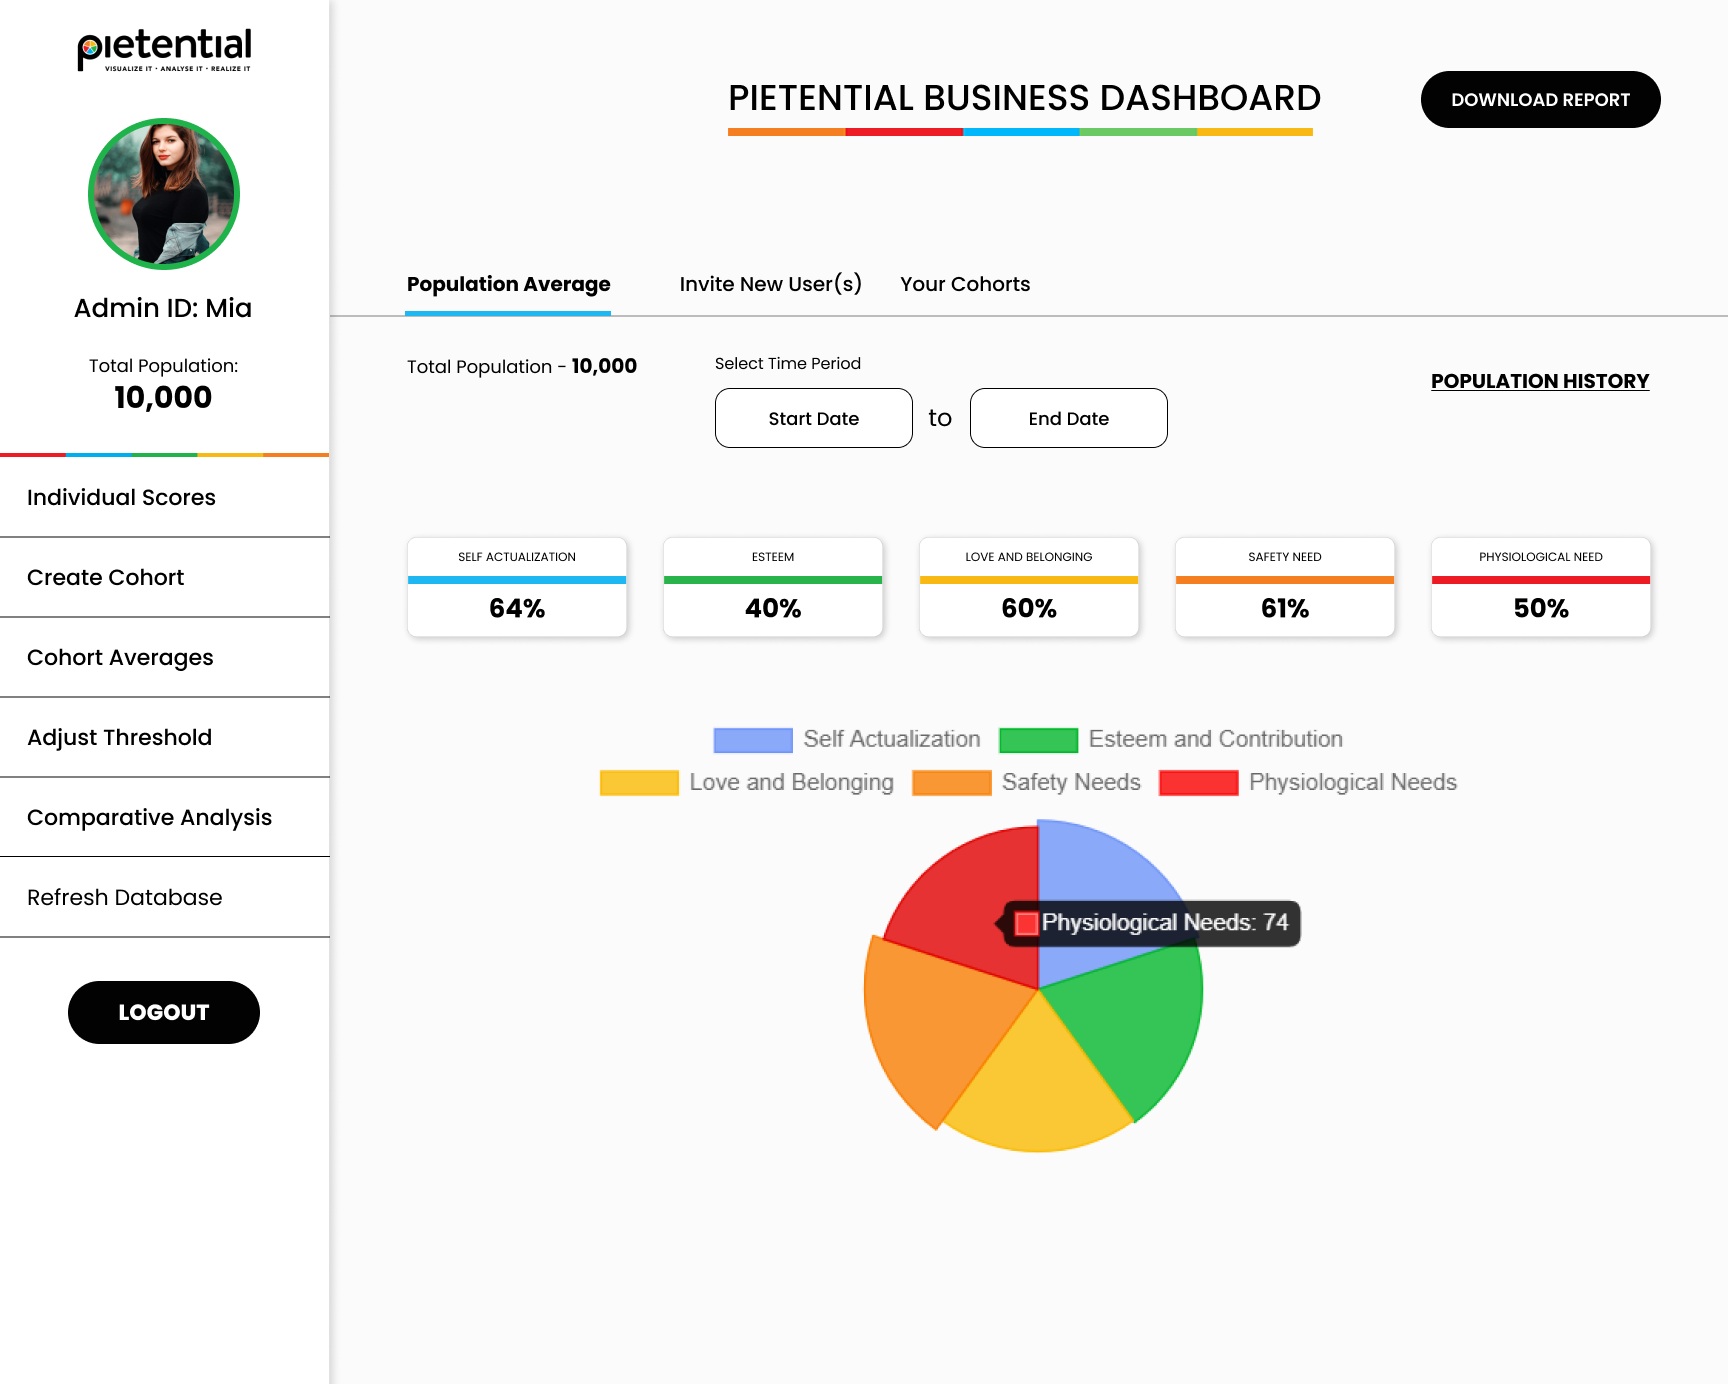 pietential
VISUALIZE IT • ANALYSE IT • REALIZE IT
Admin ID: Mia
Total Population:
10,000
Individual Scores
Create Cohort
Cohort Averages
Adjust Threshold
Comparative Analysis
Refresh Database
LOGOUT
PIETENTIAL BUSINESS DASHBOARD
DOWNLOAD REPORT
Population Average
Invite New User(s)
Your Cohorts
Total Population - 10,000
Select Time Period
Start Date
to
End Date
POPULATION HISTORY
SELF ACTUALIZATION
64%
ESTEEM
40%
LOVE AND BELONGING
60%
SAFETY NEED
61%
PHYSIOLOGICAL NEED
50%
Self Actualization
Esteem and Contribution
Love and Belonging
Safety Needs
Physiological Needs
Physiological Needs: 74